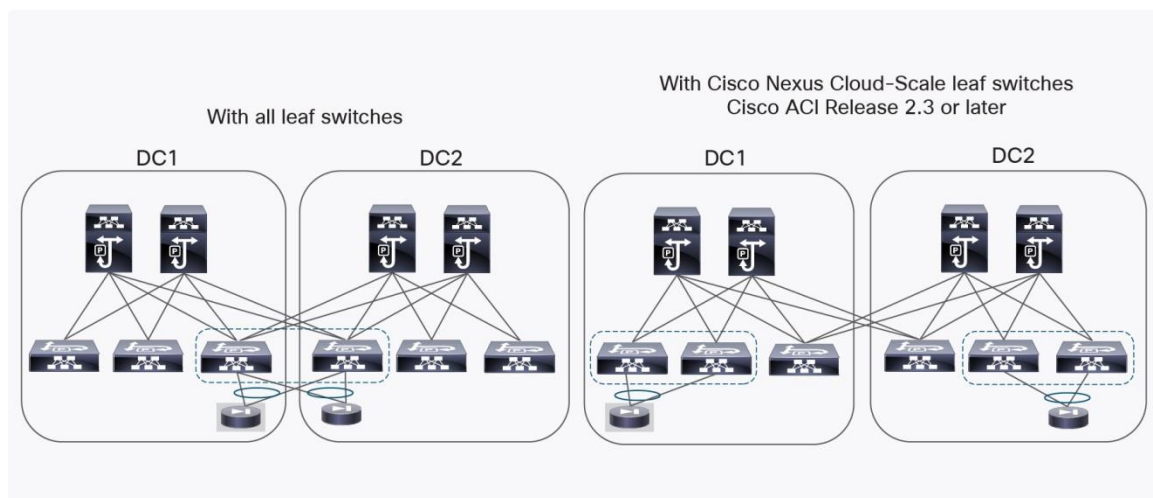 With all leaf switches
With Cisco Nexus Cloud-Scale leaf switches
Cisco ACI Release 2.3 or later
DC1
DC2
DC1
DC2
P
P
P
P
P
P
P
P